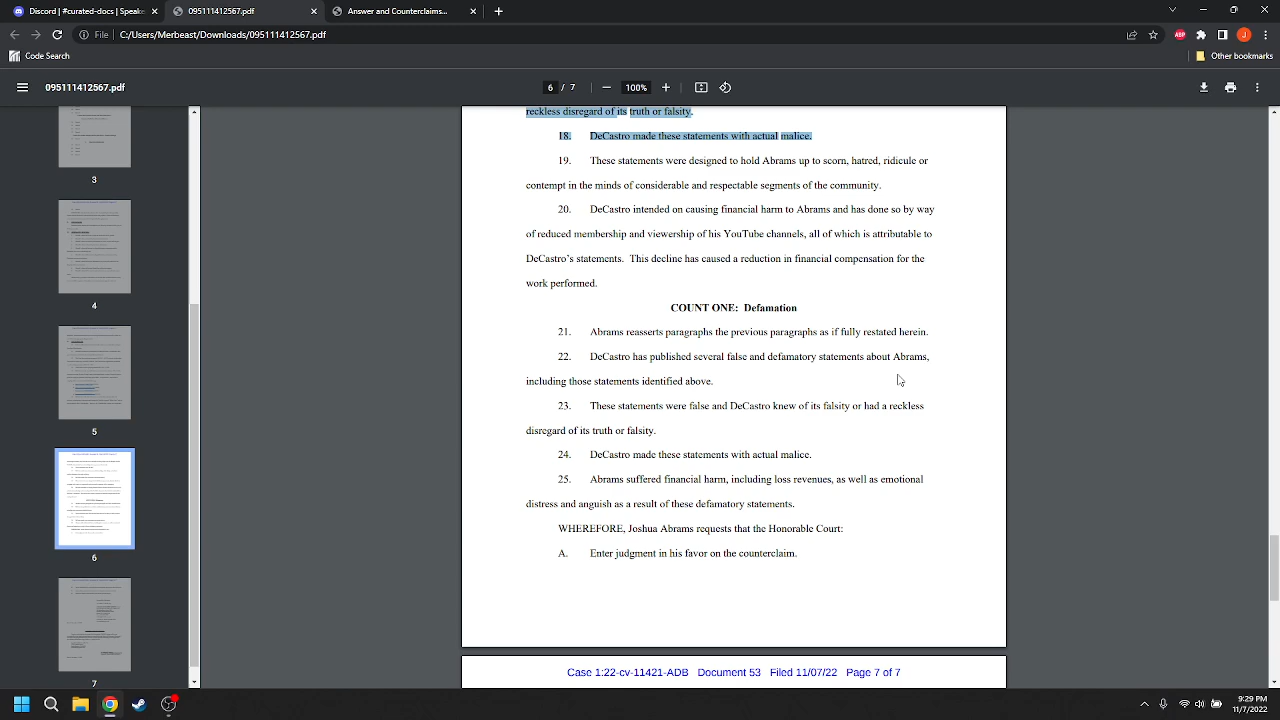 Discord | #curated-docs | Speake
095111412567.pdf
Answer and Counterclaims...
File
C:/Users/Merbeast/Downloads/095111412567.pdf
ABP
J
Code Search
Other bookmarks
095111412567.pdf
6 / 7
100%
reckless disregard of its truth or falsity.
18. DeCastro made these statements with actual malice.
19. These statements were designed to hold Abrams up to scorn, hatred, ridicule or
contempt in the minds of considerable and respectable segments of the community.
20. DeCastro intended on causing financial harm to Abrams and has done so by way
of reduced membership and viewership of his YouTube channels, all of which is attributable to
DeCastro's statements. This decline has caused a reduction in financial compensation for the
work performed.
COUNT ONE: Defamation
21. Abrams reasserts paragraphs the previous paragraphs as if fully restated herein.
22. DeCastro has published several false and defamatory statements about Abrams,
including those statements identified above.
23. These statements were false and DeCastro knew of its falsity or had a reckless
disregard of its truth or falsity.
24. DeCastro made these statements with actual malice.
25. Abrams suffered financial harm, including lost wages, as well as emotional
distress and anguish as a result of these defamatory statements.
WHEREFORE, Joshua Abrams requests that the Honorable Court:
A. Enter judgment in his favor on the counterclaim.
Case 1:22-cv-11421-ADB Document 53 Filed 11/07/22 Page 7 of 7
3
4
5
6
7
9:29 PM
11/7/2022